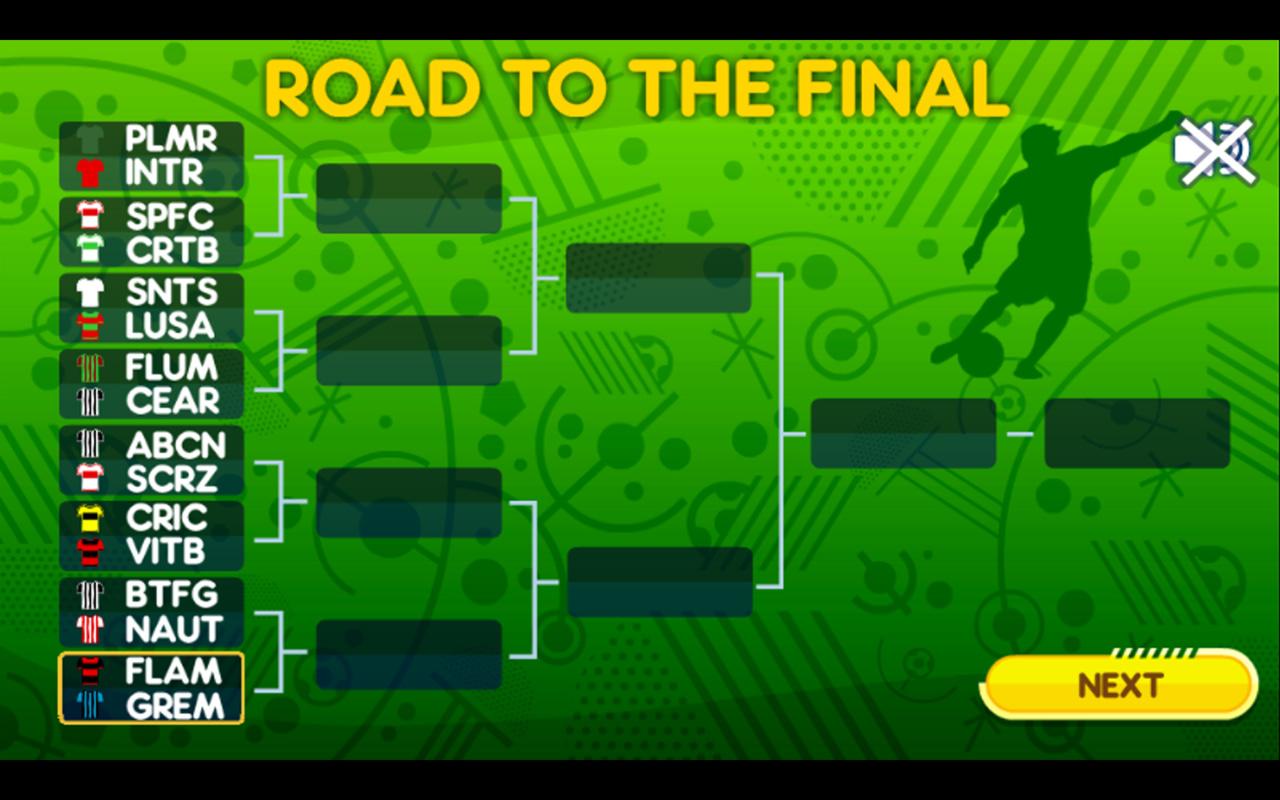 ROAD TO THE FINAL
PLMR
INTR
SPFC
CRTB
SNTS
LUSA
FLUM
CEAR
ABCN
SCRZ
CRIC
VITB
BTFG
NAUT
FLAM
GREM
NEXT